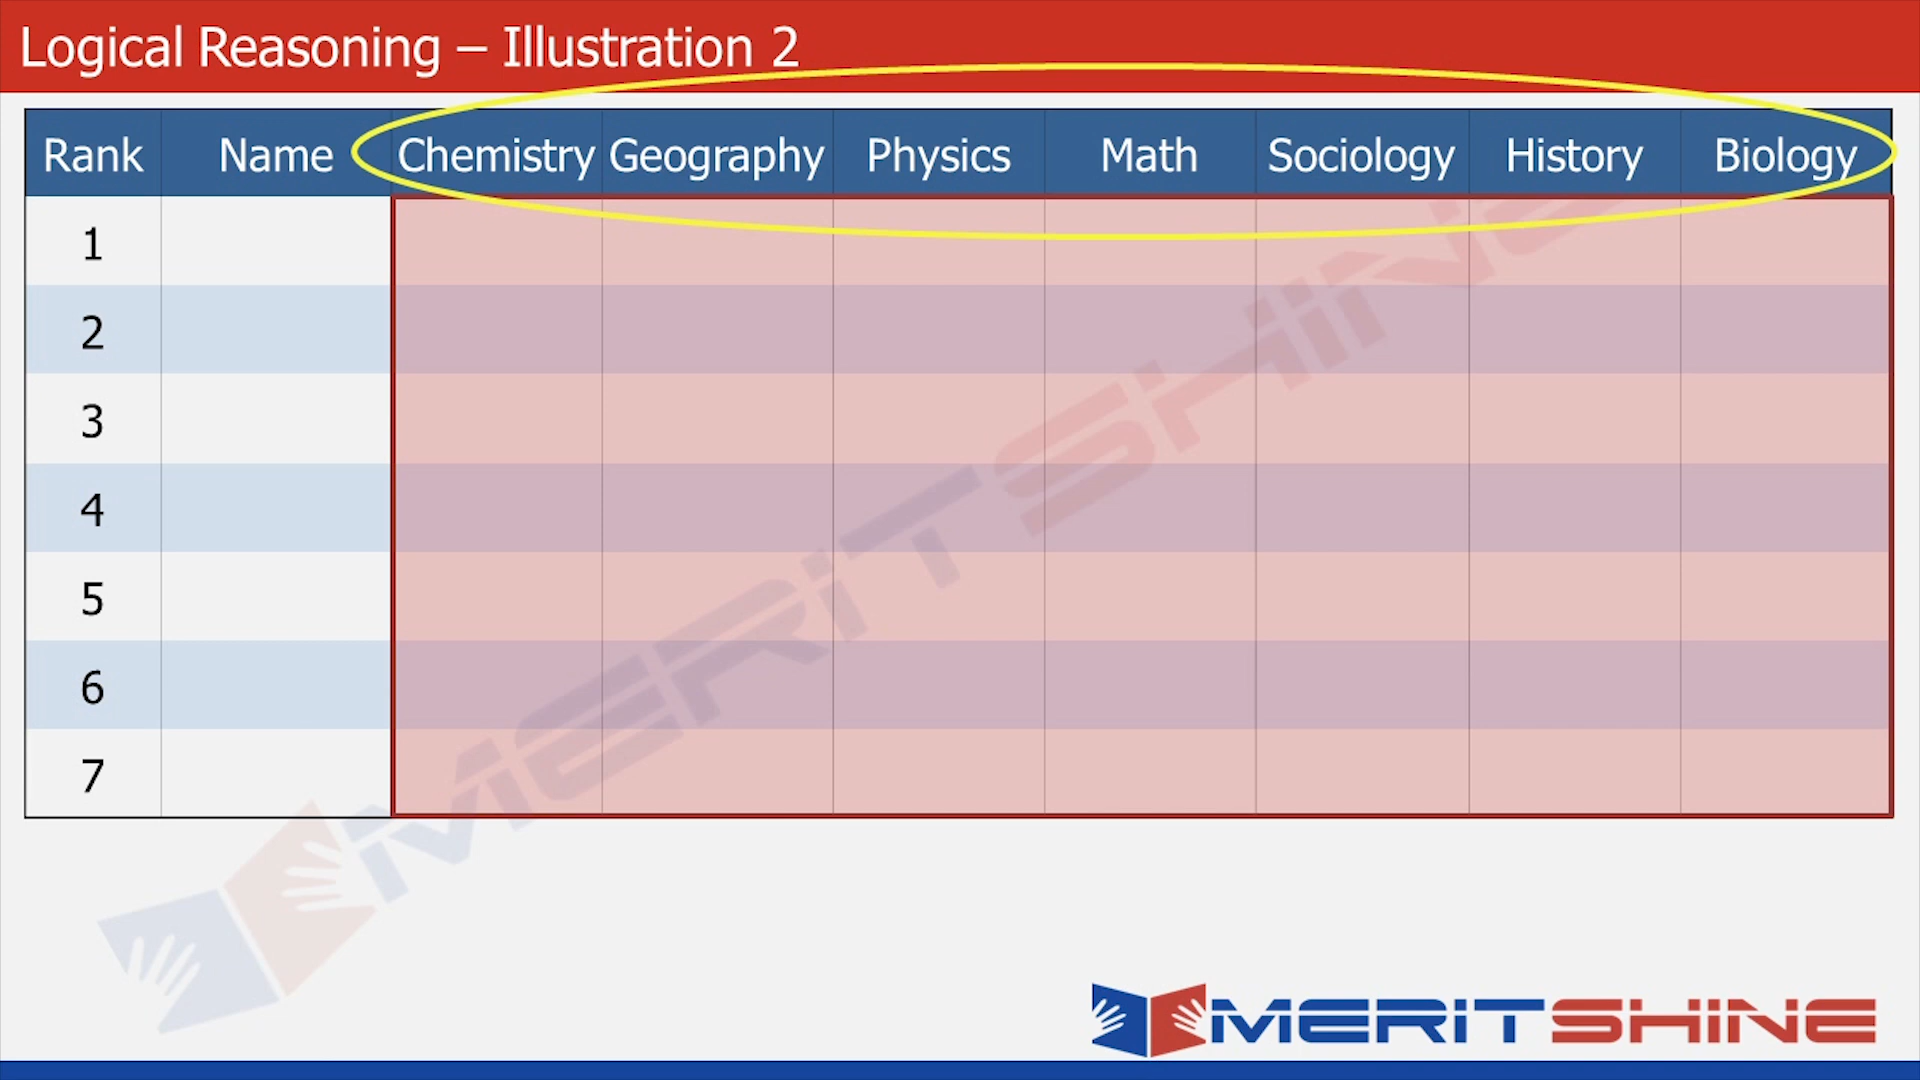 Logical Reasoning – Illustration 2
Rank Name Chemistry Geography Physics Math Sociology History Biology
1
2
3
4
5
6
7
MERITSHINE
MERITSHINE